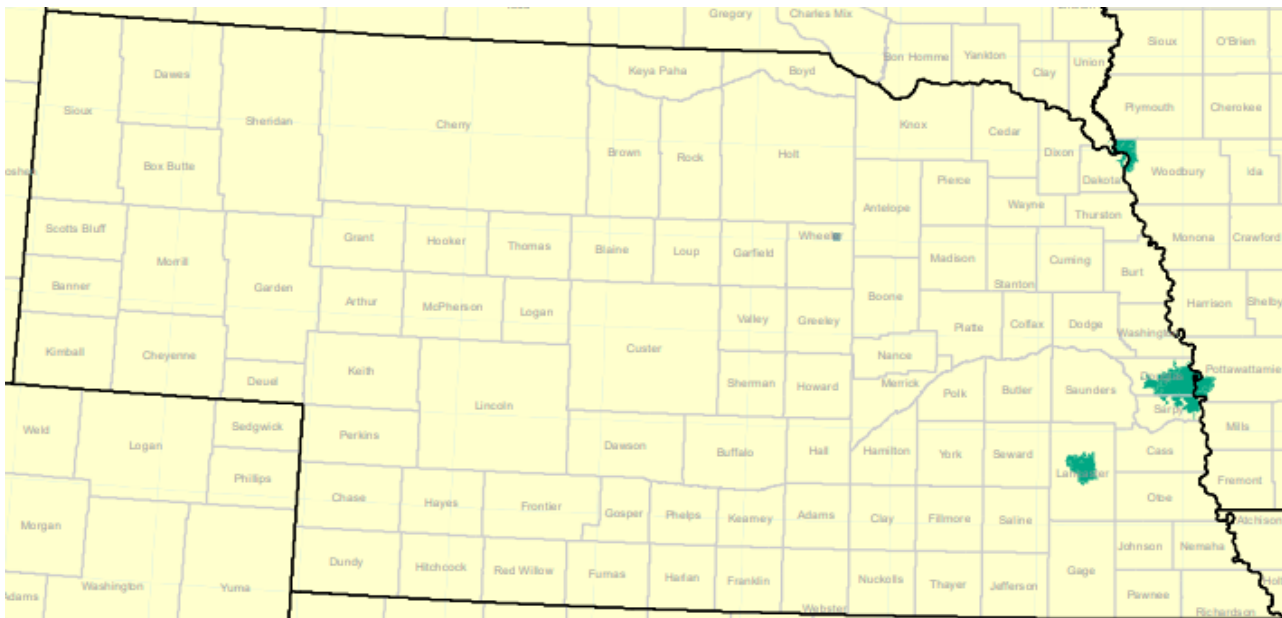 Gregory
Charles Mix
Bon Homme
Yankton
Clay
Union
Sioux
O'Brien
Dawes
Keya Paha
Boyd
Plymouth
Cherokee
Sioux
Sheridan
Cherry
Knox
Cedar
Box Butte
Brown
Rock
Holt
Dixon
Dakota
Woodbury
Ida
Pierce
Antelope
Wayne
Thurston
Scotts Bluff
Grant
Hooker
Thomas
Blaine
Loup
Garfield
Wheeler
Monona
Crawford
Morrill
Madison
Stanton
Cuming
Burt
Banner
Garden
Arthur
McPherson
Logan
Boone
Harrison
Shelby
Valley
Greeley
Platte
Colfax
Dodge
Washington
Kimball
Cheyenne
Custer
Nance
Deuel
Keith
Sherman
Howard
Merrick
Polk
Butler
Saunders
Douglas
Pottawattamie
Lincoln
Sarpy
Weld
Logan
Sedgwick
Perkins
Dawson
Buffalo
Hall
Hamilton
York
Seward
Lancaster
Cass
Mills
Phillips
Fremont
Chase
Hayes
Frontier
Gosper
Phelps
Kearney
Adams
Clay
Fillmore
Saline
Otoe
Atchison
Morgan
Johnson
Nemaha
Dundy
Hitchcock
Red Willow
Furnas
Harlan
Franklin
Webster
Nuckolls
Thayer
Jefferson
Gage
Pawnee
Richardson
Adams
Washington
Yuma